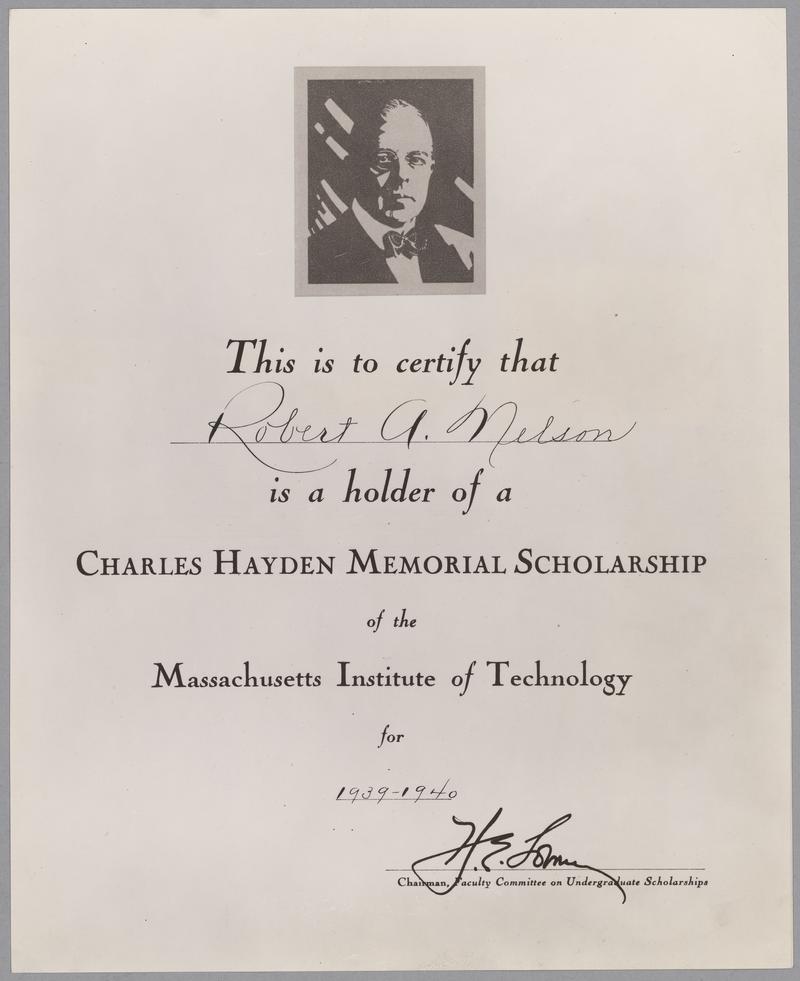 This is to certify that
Robert A. Nelson
is a holder of a
CHARLES HAYDEN MEMORIAL SCHOLARSHIP
of the
Massachusetts Institute of Technology
for
1939-1940
H. E.
Chairman, Faculty Committee on Undergraduate Scholarships